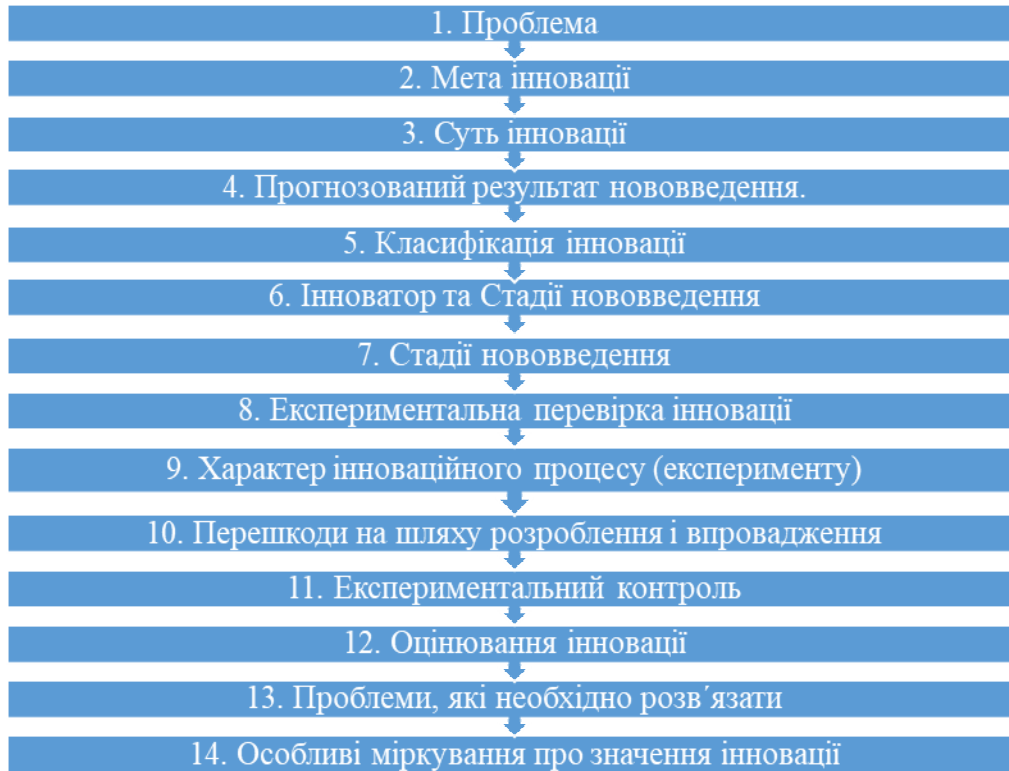 1. Проблема
2. Мета інновації
3. Суть інновації
4. Прогнозований результат нововведення.
5. Класифікація інновації
6. Інноватор та Стадії нововведення
7. Стадії нововведення
8. Експериментальна перевірка інновації
9. Характер інноваційного процесу (експерименту)
10. Перешкоди на шляху розроблення і впровадження
11. Експериментальний контроль
12. Оцінювання інновації
13. Проблеми, які необхідно розв´язати
14. Особливі міркування про значення інновації